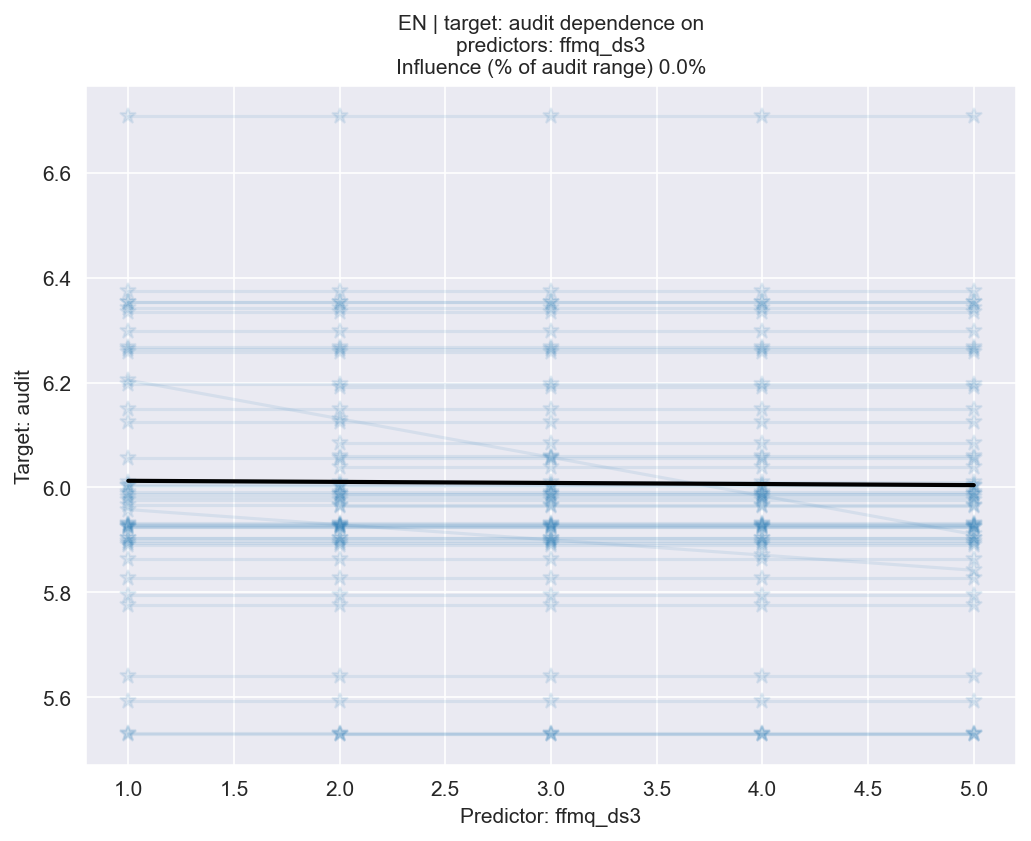 EN | target: audit dependence on
predictors: ffmq_ds3
Influence (% of audit range) 0.0%
Target: audit
6.6
6.4
6.2
6.0
5.8
5.6
1.0 1.5 2.0 2.5 3.0 3.5 4.0 4.5 5.0
Predictor: ffmq_ds3